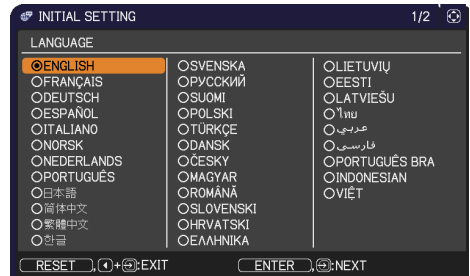 INITIAL SETTING 1/2
LANGUAGE
ENGLISH
FRANÇAIS
DEUTSCH
ESPAÑOL
ITALIANO
NORSK
NEDERLANDS
PORTUGUÊS
日本語
简体中文
繁體中文
한글
SVENSKA
РУССКИЙ
SUOMI
POLSKI
TÜRKÇE
DANSK
ČESKY
MAGYAR
ROMÂNĂ
SLOVENSKI
HRVATSKI
ΕΛΛΗΝΙΚΑ
LIETUVIŲ
EESTI
LATVIEŠU
ไทย
عربي
فارسی
PORTUGUÊS BRA
INDONESIAN
VIỆT
RESET ,+:EXIT ENTER ,:NEXT